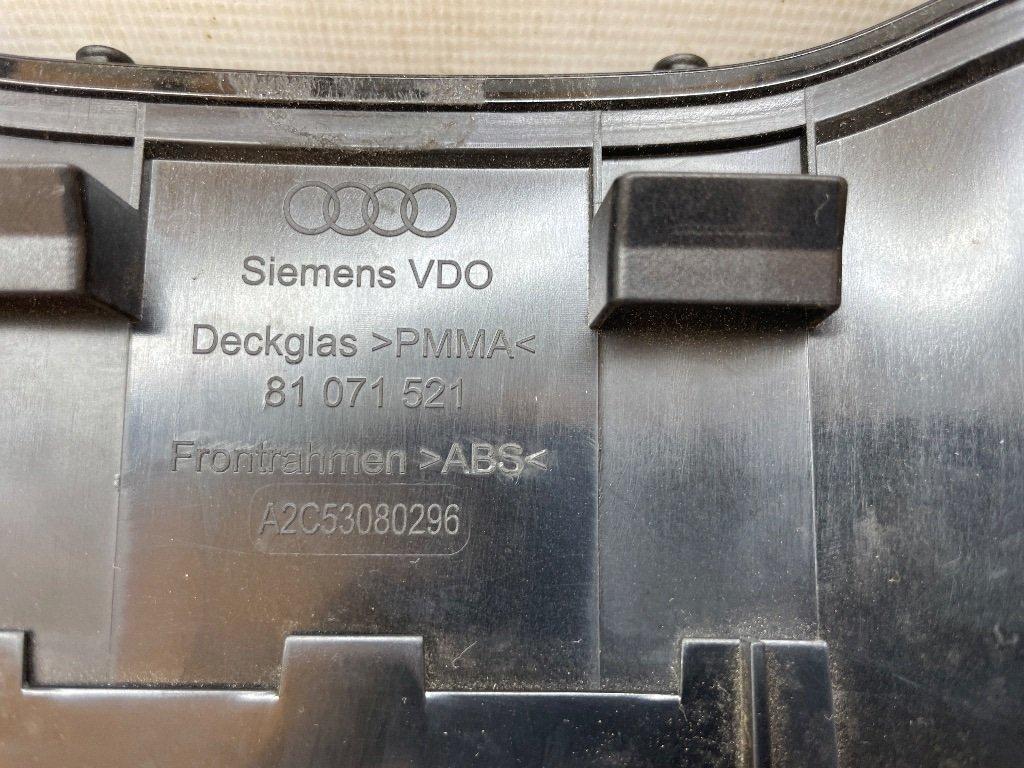 Siemens VDO
Deckglas >PMMA<
81 071 521
Frontrahmen >ABS<
A2C53080296